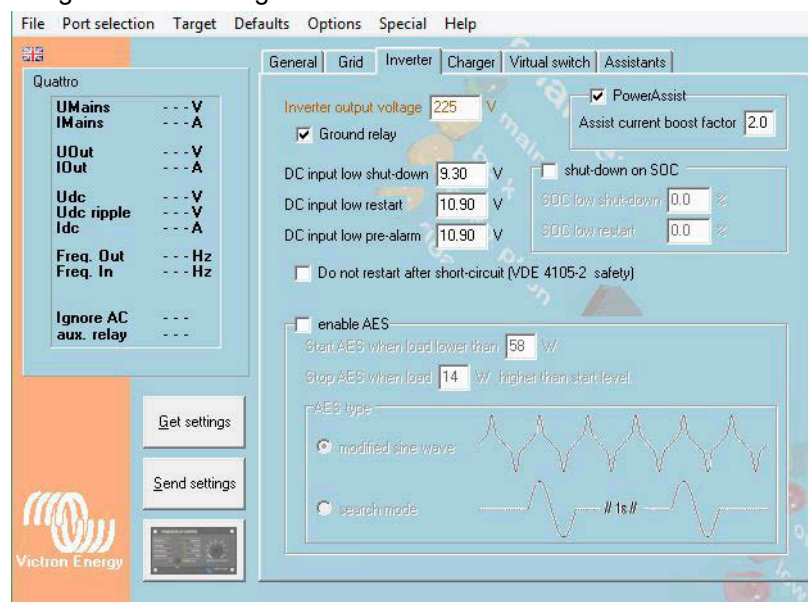 File Port selection Target Defaults Options Special Help
General Grid Inverter Charger Virtual switch Assistants
Quattro
UMains - - - V
IMains - - - A
UOut - - - V
IOut - - - A
Udc - - - V
Udc ripple - - - V
Idc - - - A
Freq. Out - - - Hz
Freq. In - - - Hz
Ignore AC - - -
aux. relay - - -
Inverter output voltage 225 V
Ground relay
PowerAssist
Assist current boost factor 2.0
DC input low shut-down 9.30 V
DC input low restart 10.90 V
DC input low pre-alarm 10.90 V
shut-down on SOC
SOC low shut-down 0.0 %
SOC low restart 0.0 %
Do not restart after short-circuit (VDE 4105-2 safety)
enable AES
Start AES when load lower than 58 W
Stop AES when load 14 W higher than start level.
AES type
modified sine wave
search mode
// 1s //
Get settings
Send settings
Victron Energy